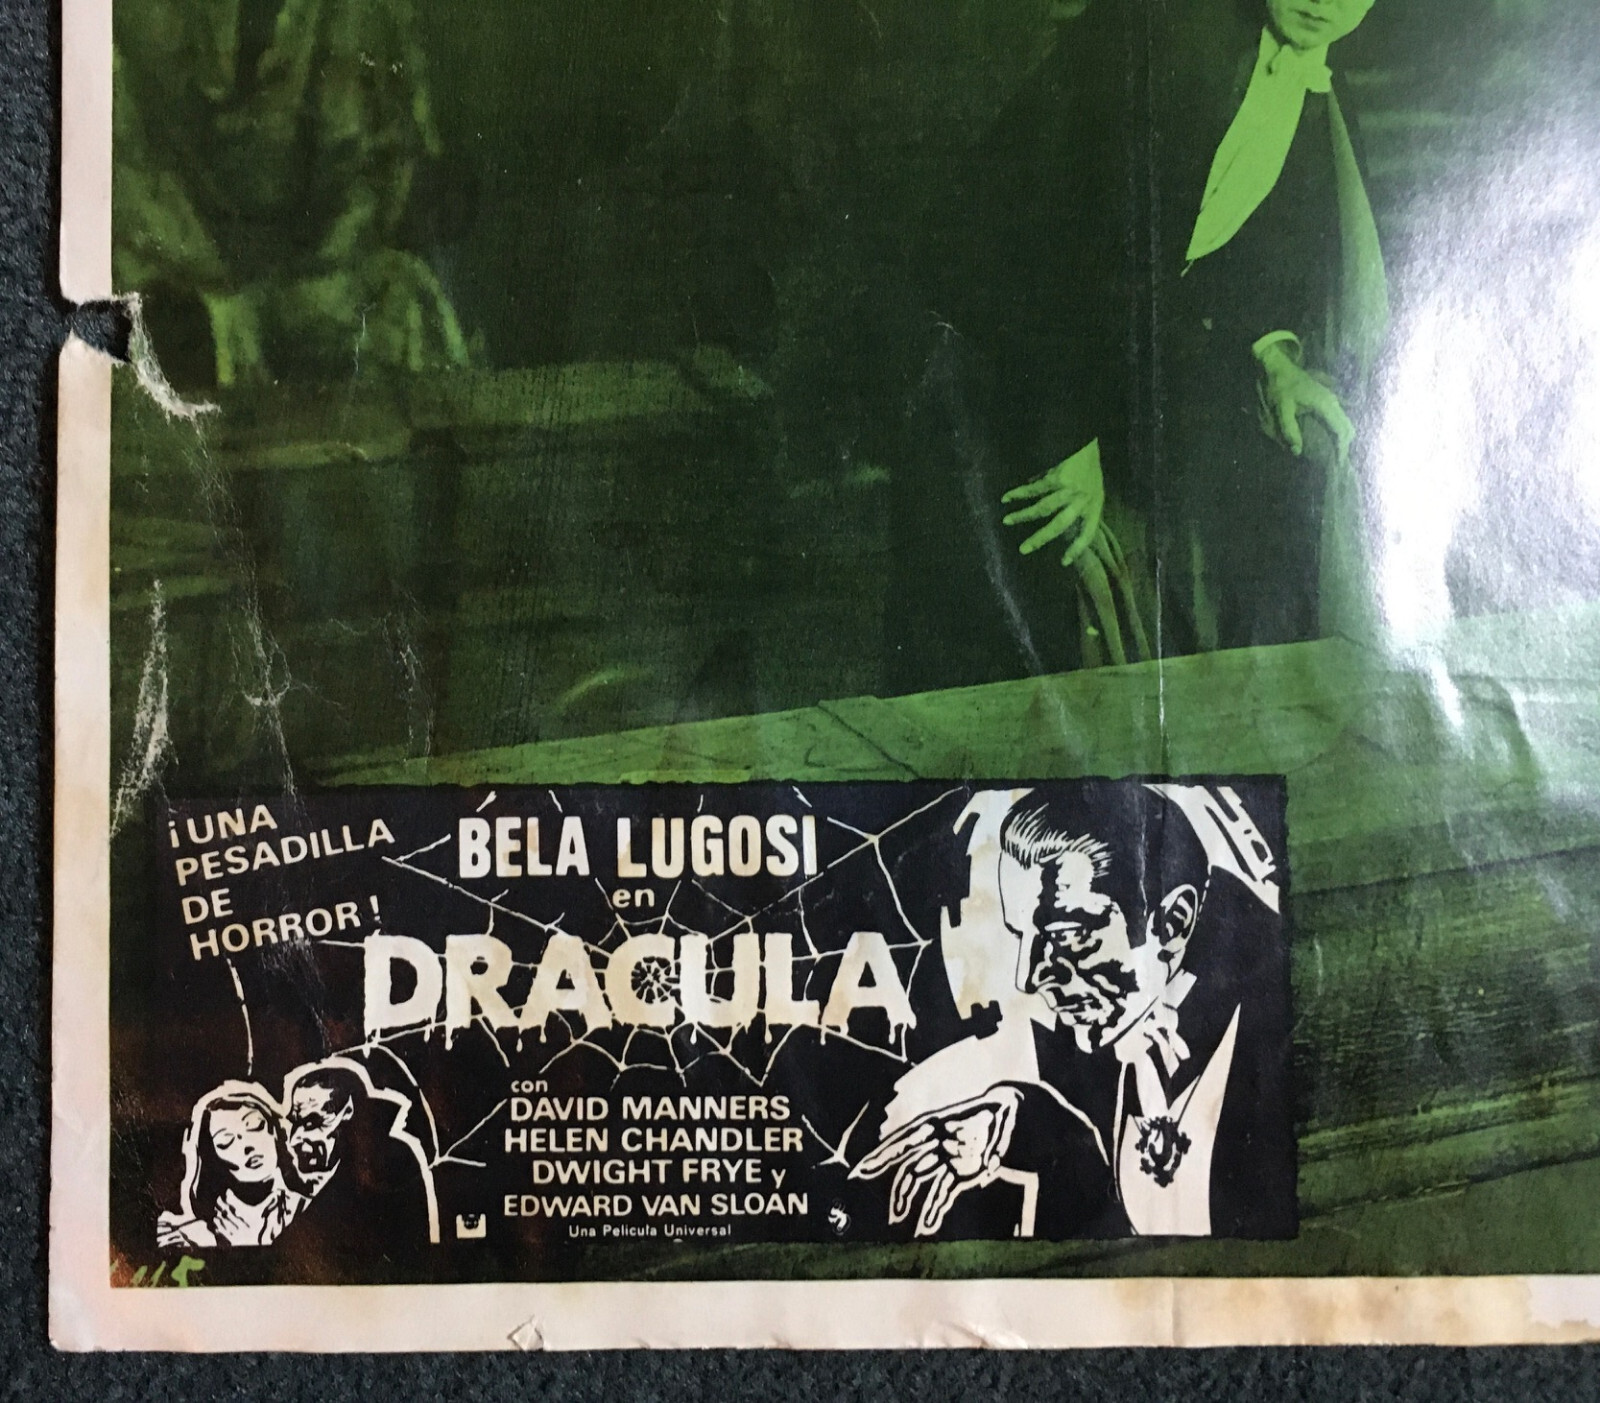 ¡UNA
PESADILLA
DE
HORROR!
BELA LUGOSI
en
DRACULA
con
DAVID MANNERS
HELEN CHANDLER
DWIGHT FRYE y
EDWARD VAN SLOAN
Una Película Universal